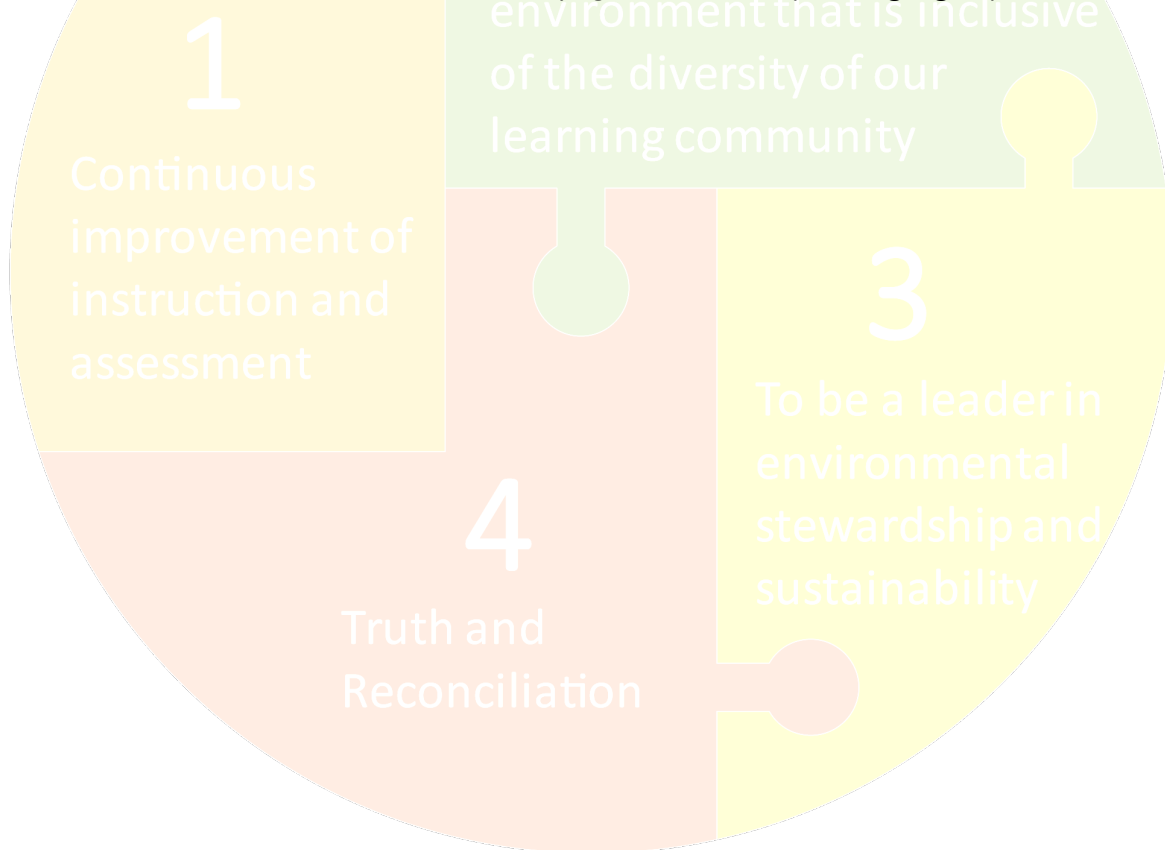 environment that is inclusive
of the diversity of our
learning community
1
Continuous
improvement of
instruction and
assessment
3
To be a leader in
environmental
stewardship and
sustainability
4
Truth and
Reconciliation